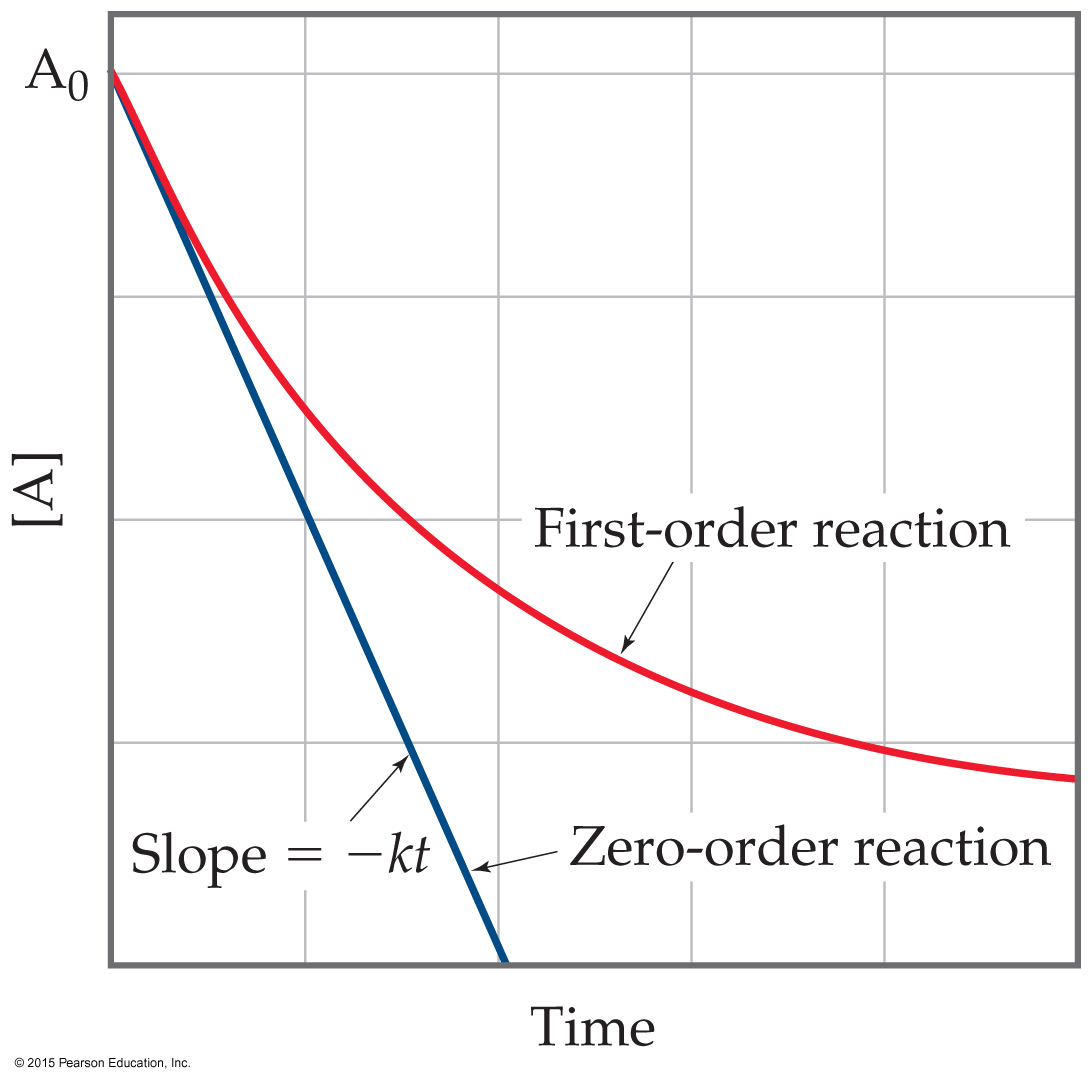 A₀
[A]
First-order reaction
Slope = −kt
Zero-order reaction
Time
© 2015 Pearson Education, Inc.